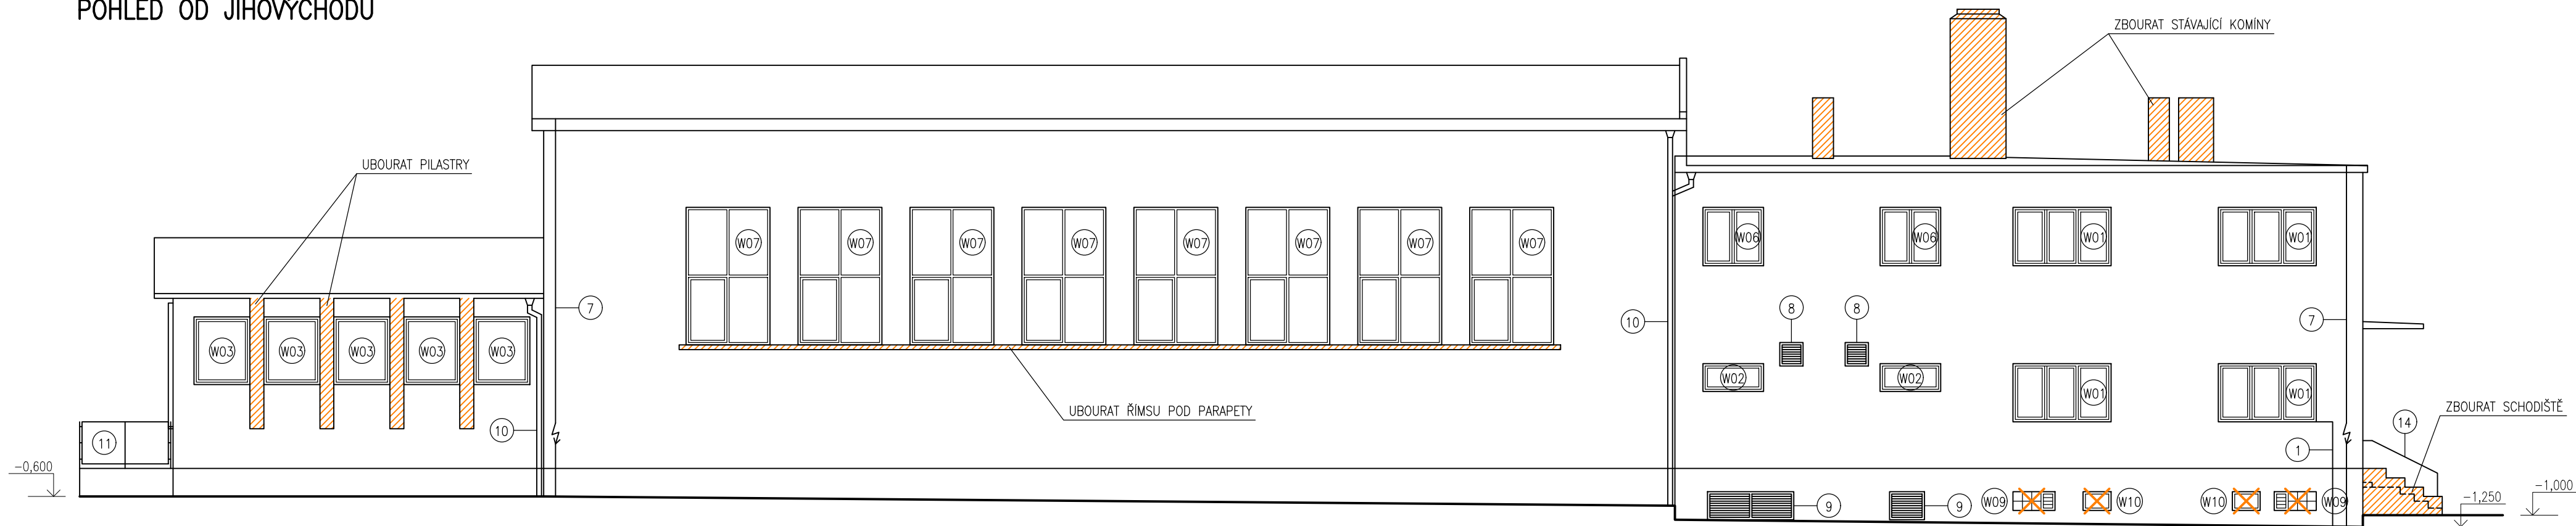 POHLED OD JIHOVÝCHODU
ZBOURAT STÁVAJÍCÍ KOMÍNY
UBOURAT PILASTRY
W07 W07 W07 W07 W07 W07 W07 W07
W06 W06 W01 W01
7
8 8
10
7
W03 W03 W03 W03 W03
W02 W02
W01 W01
UBOURAT ŘÍMSU POD PARAPETY
ZBOURAT SCHODIŠTĚ
14
10
11
1
-0,600
-1,000
-1,250
9 9
W09 W10 W10 W09